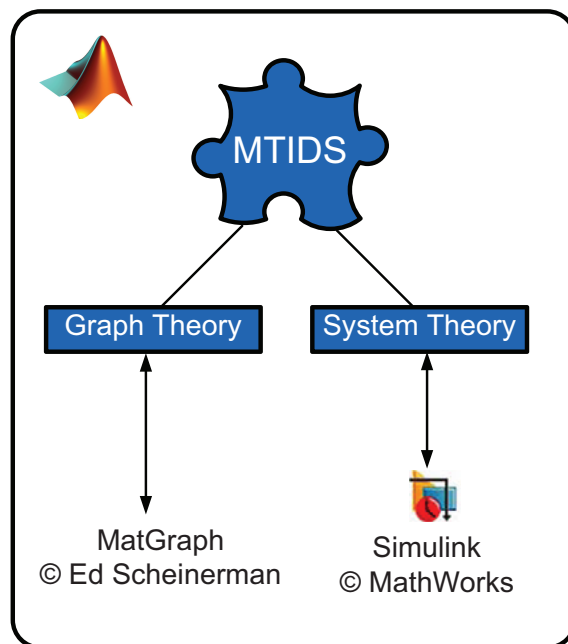 MTIDS
Graph Theory
System Theory
MatGraph
© Ed Scheinerman
Simulink
© MathWorks